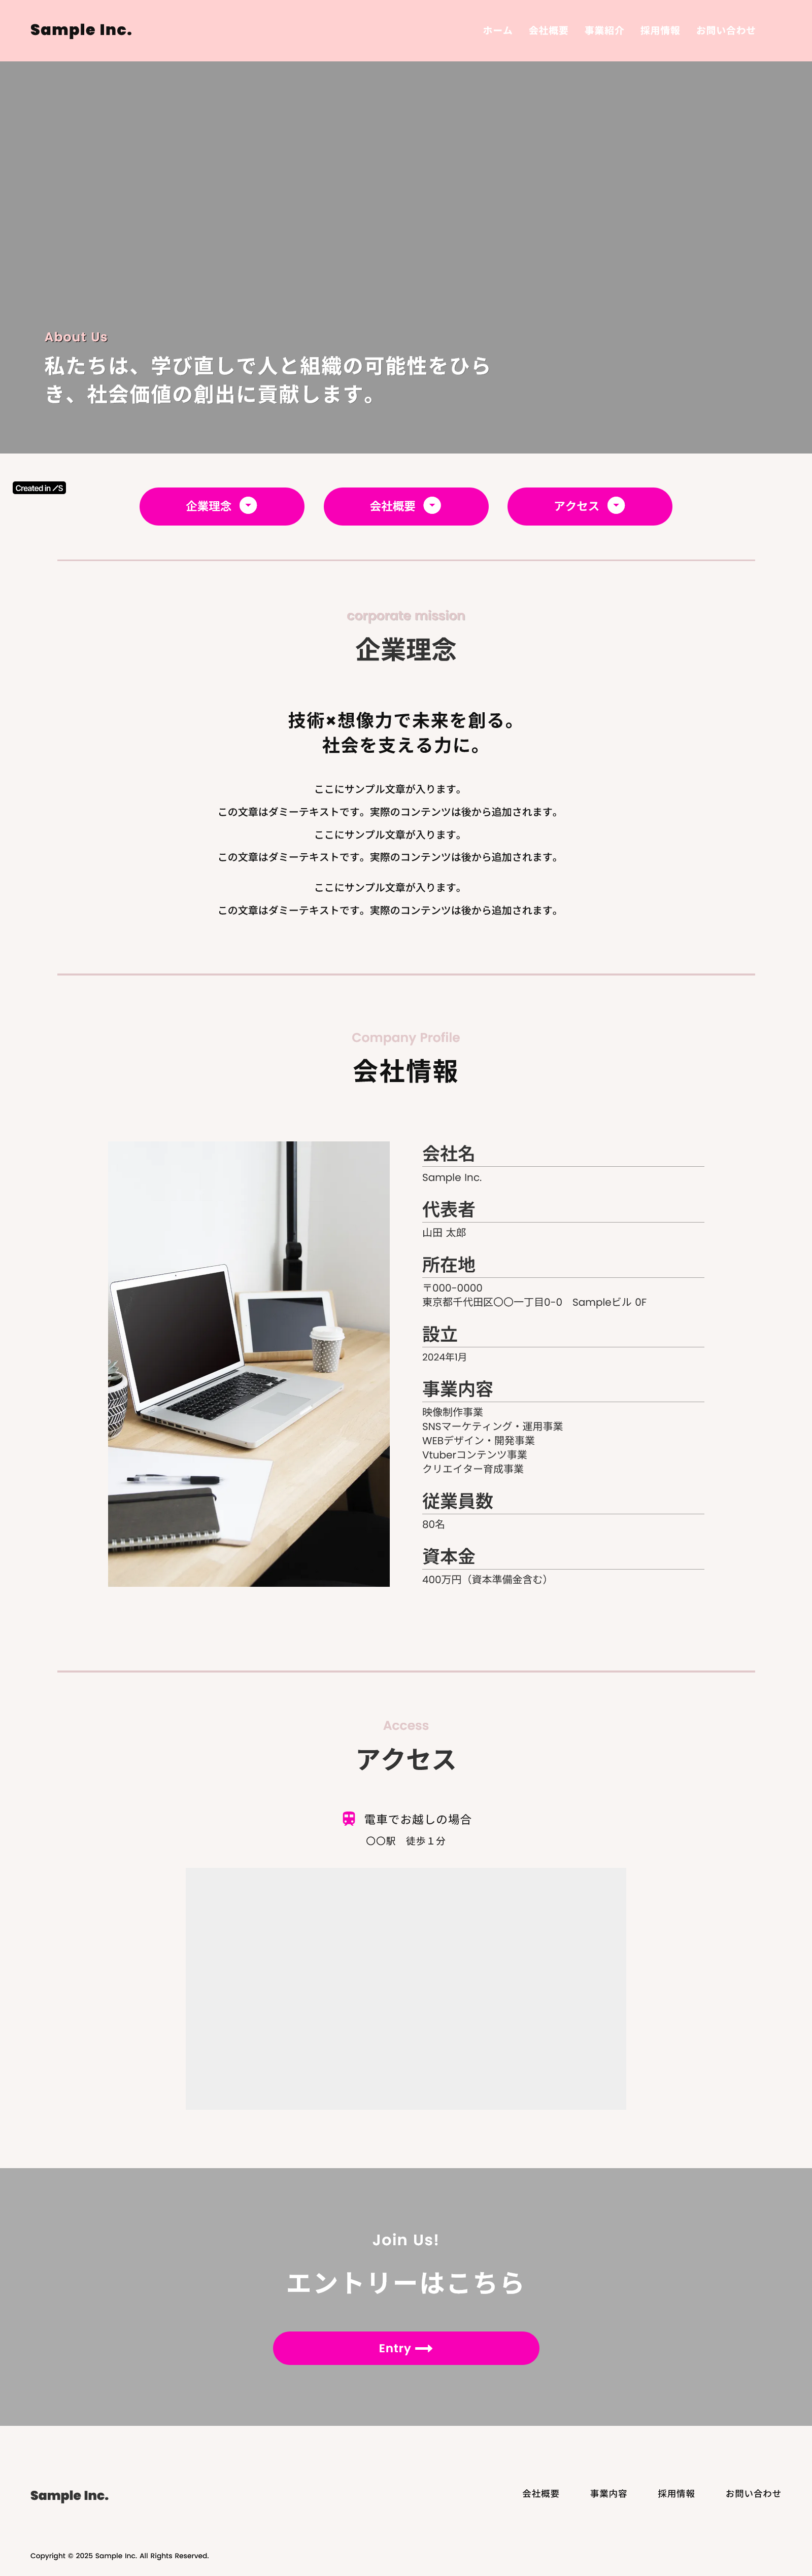 Sample Inc.
ホーム 会社概要 事業紹介 採用情報 お問い合わせ
About Us
私たちは、学び直しで人と組織の可能性をひら
き、社会価値の創出に貢献します。
Created in /S
企業理念 会社概要 アクセス
corporate mission
企業理念
技術×想像力で未来を創る。
社会を支える力に。
ここにサンプル文章が入ります。
この文章はダミーテキストです。実際のコンテンツは後から追加されます。
ここにサンプル文章が入ります。
この文章はダミーテキストです。実際のコンテンツは後から追加されます。
ここにサンプル文章が入ります。
この文章はダミーテキストです。実際のコンテンツは後から追加されます。
Company Profile
会社情報
会社名
Sample Inc.
代表者
山田 太郎
所在地
〒000-0000
東京都千代田区〇〇一丁目0-0　Sampleビル 0F
設立
2024年1月
事業内容
映像制作事業
SNSマーケティング・運用事業
WEBデザイン・開発事業
Vtuberコンテンツ事業
クリエイター育成事業
従業員数
80名
資本金
400万円（資本準備金含む）
Access
アクセス
電車でお越しの場合
〇〇駅　徒歩１分
Join Us!
エントリーはこちら
Entry
Sample Inc.
会社概要 事業内容 採用情報 お問い合わせ
Copyright © 2025 Sample Inc. All Rights Reserved.